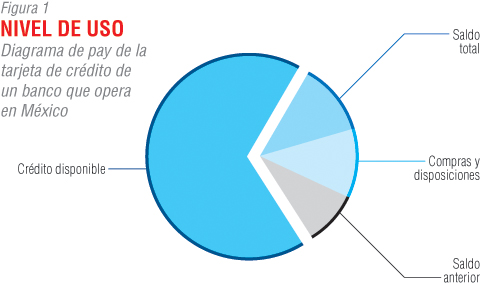 Figura 1
NIVEL DE USO
Diagrama de pay de la
tarjeta de crédito de
un banco que opera
en México
Saldo
total
Crédito disponible
Compras y
disposiciones
Saldo
anterior